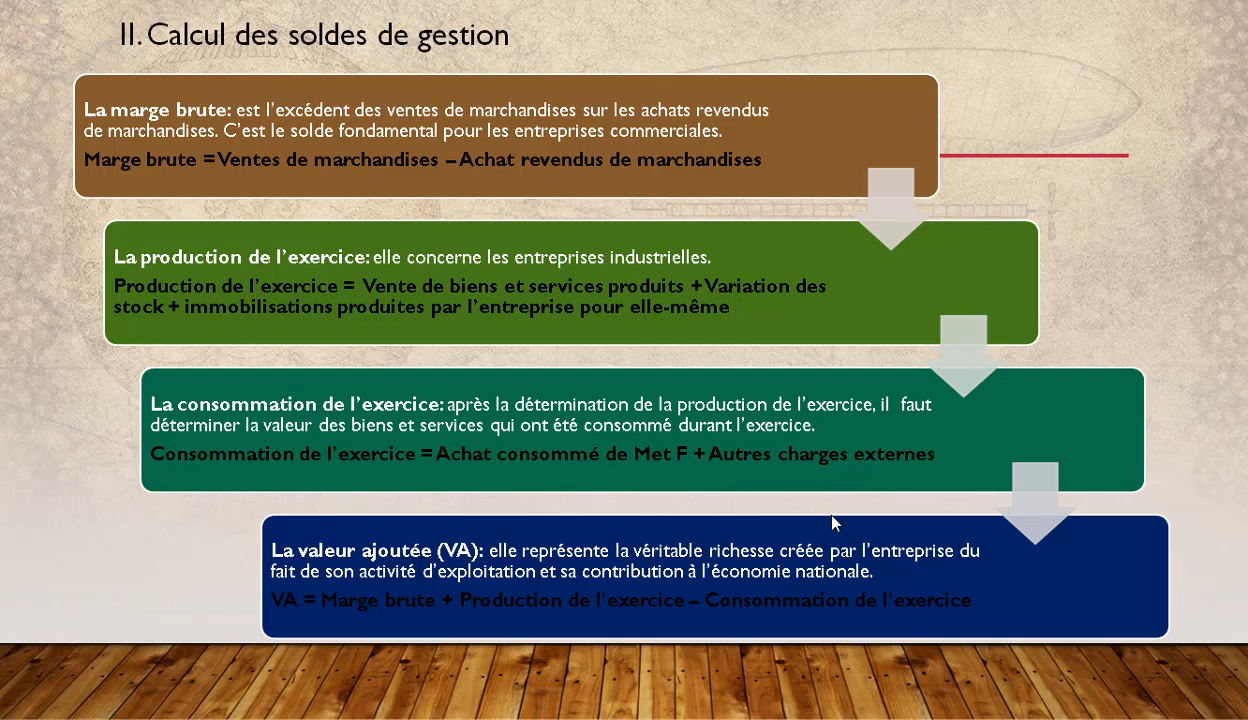 II. Calcul des soldes de gestion
La marge brute: est l'excédent des ventes de marchandises sur les achats revendus
de marchandises. C'est le solde fondamental pour les entreprises commerciales.
Marge brute = Ventes de marchandises – Achat revendus de marchandises
La production de l'exercice: elle concerne les entreprises industrielles.
Production de l'exercice = Vente de biens et services produits + Variation des
stock + immobilisations produites par l'entreprise pour elle-même
La consommation de l'exercice: après la détermination de la production de l'exercice, il faut
déterminer la valeur des biens et services qui ont été consommé durant l'exercice.
Consommation de l'exercice = Achat consommé de Met F + Autres charges externes
La valeur ajoutée (VA): elle représente la véritable richesse créée par l'entreprise du
fait de son activité d'exploitation et sa contribution à l'économie nationale.
VA = Marge brute + Production de l'exercice – Consommation de l'exercice